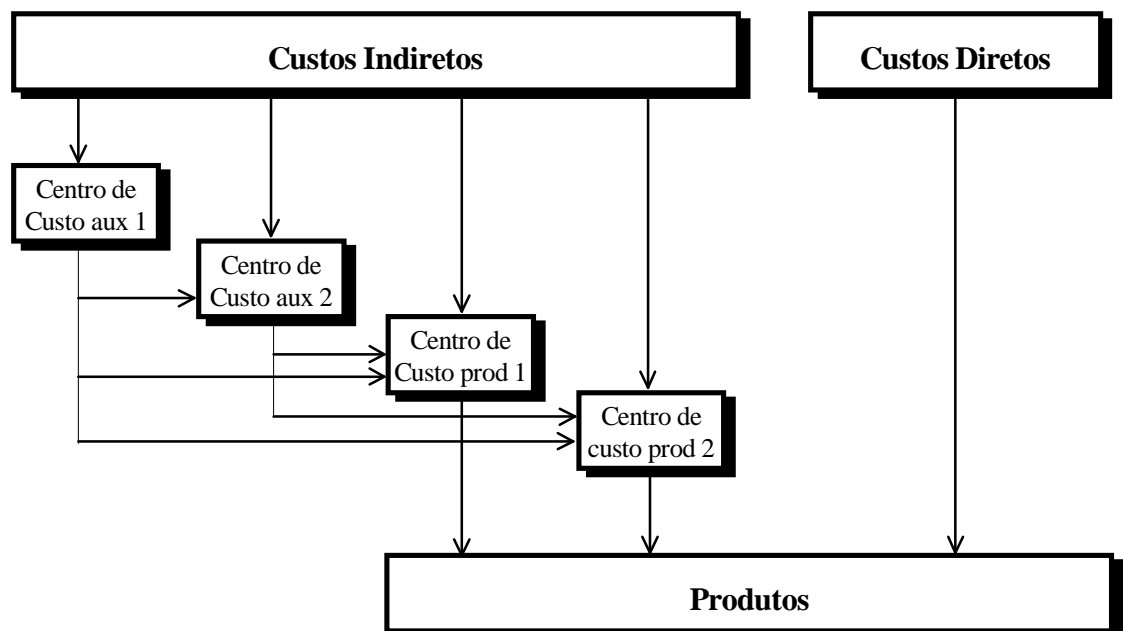 Custos Indiretos
Custos Diretos
Centro de
Custo aux 1
Centro de
Custo aux 2
Centro de
Custo prod 1
Centro de
custo prod 2
Produtos